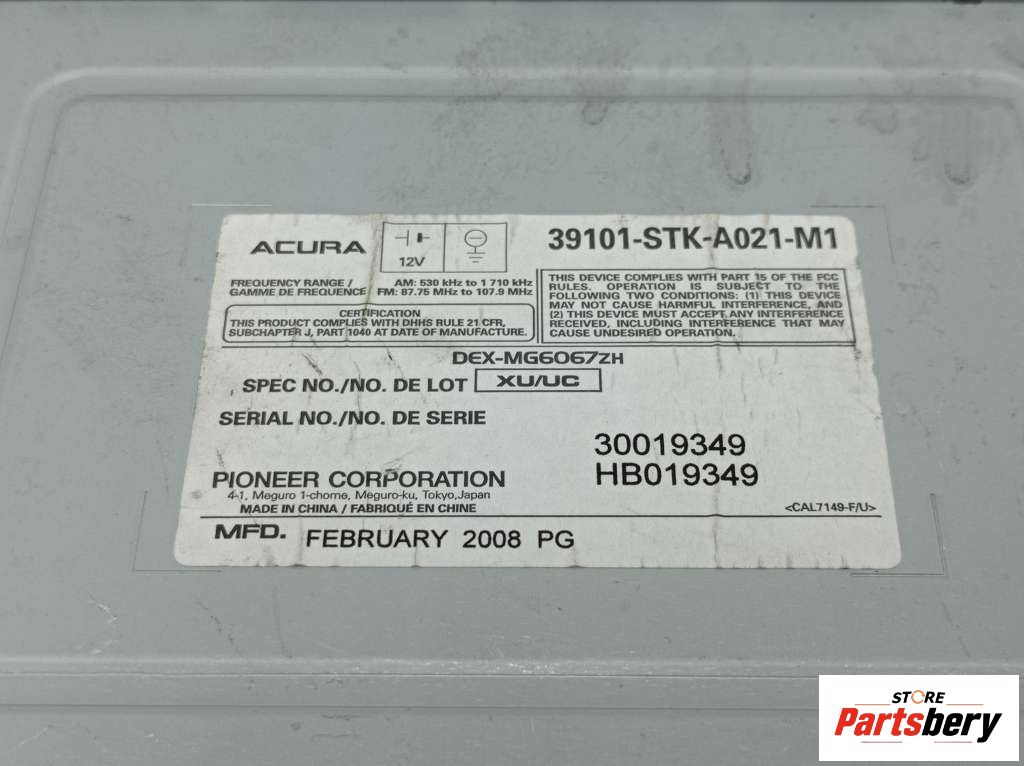 ACURA
12V
39101-STK-A021-M1
FREQUENCY RANGE / AM: 530 kHz to 1 710 kHz
GAMME DE FREQUENCE FM: 87.75 MHz to 107.9 MHz
CERTIFICATION
THIS PRODUCT COMPLIES WITH DHHS RULE 21 CFR,
SUBCHAPTER J, PART 1040 AT DATE OF MANUFACTURE.
THIS DEVICE COMPLIES WITH PART 15 OF THE FCC
RULES. OPERATION IS SUBJECT TO THE
FOLLOWING TWO CONDITIONS: (1) THIS DEVICE
MAY NOT CAUSE HARMFUL INTERFERENCE, AND
(2) THIS DEVICE MUST ACCEPT ANY INTERFERENCE
RECEIVED, INCLUDING INTERFERENCE THAT MAY
CAUSE UNDESIRED OPERATION.
DEX-MG6067ZH
SPEC NO./NO. DE LOT XU/UC
SERIAL NO./NO. DE SERIE
30019349
HB019349
PIONEER CORPORATION
4-1, Meguro 1-chome, Meguro-ku, Tokyo,Japan
MADE IN CHINA / FABRIQUÉ EN CHINE
<CAL7149-F/U>
MFD. FEBRUARY 2008 PG
STORE
Partsbery